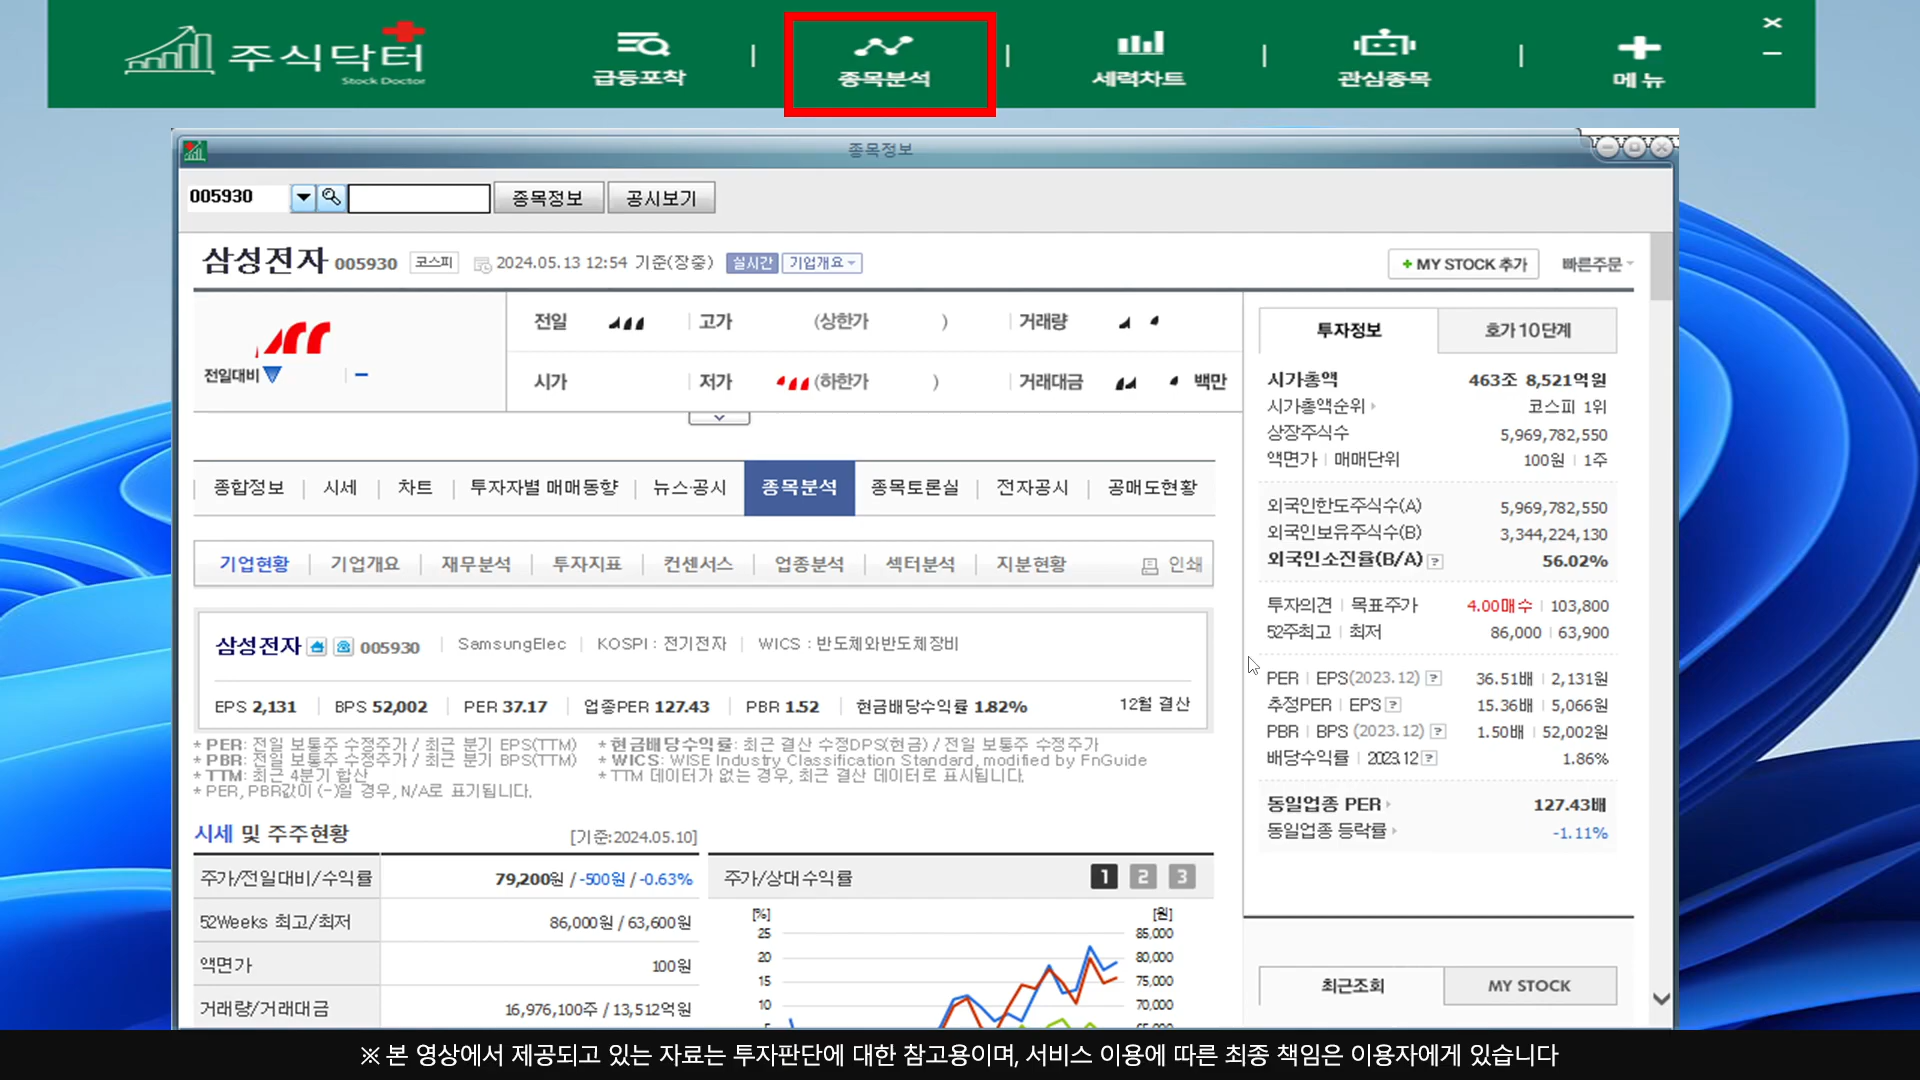 주식닥터
Stock Doctor
급등포착
종목분석
세력차트
관심종목
메뉴
종목정보
005930
종목정보 공시보기
삼성전자 005930 코스피 2024.05.13 12:54 기준(장중) 실시간 기업개요
+ MY STOCK 추가 빠른주문
전일대비
전일 고가 (상한가 ) 거래량
시가 저가 (하한가 ) 거래대금 백만
종합정보 시세 차트 투자자별 매매동향 뉴스·공시 종목분석 종목토론실 전자공시 공매도현황
기업현황 기업개요 재무분석 투자지표 컨센서스 업종분석 섹터분석 지분현황 인쇄
삼성전자 005930 SamsungElec KOSPI : 전기전자 WICS : 반도체와반도체장비
EPS 2,131 BPS 52,002 PER 37.17 업종PER 127.43 PBR 1.52 현금배당수익률 1.82% 12월 결산
* PER: 전일 보통주 수정주가 / 최근 분기 EPS(TTM)
* PBR: 전일 보통주 수정주가 / 최근 분기 BPS(TTM)
* TTM: 최근 4분기 합산
* PER, PBR값이 (-)일 경우, N/A로 표기됩니다.
* 현금배당수익률: 최근 결산 수정DPS(현금) / 전일 보통주 수정주가
* WICS: WISE Industry Classification Standard, modified by FnGuide
* TTM 데이터가 없는 경우, 최근 결산 데이터로 표시됩니다.
시세 및 주주현황 [기준:2024.05.10]
주가/전일대비/수익률 79,200원 / -500원 / -0.63%
52Weeks 최고/최저 86,000원 / 63,600원
액면가 100원
거래량/거래대금 16,976,100주 / 13,512억원
주가/상대수익률 1 2 3
[%] [원]
25 85,000
20 80,000
15 75,000
10 70,000
5 65,000
투자정보 호가 10단계
시가총액 463조 8,521억원
시가총액순위 코스피 1위
상장주식수 5,969,782,550
액면가 | 매매단위 100원 | 1주
외국인한도주식수(A) 5,969,782,550
외국인보유주식수(B) 3,344,224,130
외국인소진율(B/A) ? 56.02%
투자의견 | 목표주가 4.00매수 | 103,800
52주최고 | 최저 86,000 | 63,900
PER | EPS(2023.12) ? 36.51배 | 2,131원
추정PER | EPS ? 15.36배 | 5,066원
PBR | BPS (2023.12) ? 1.50배 | 52,002원
배당수익률 | 2023.12 ? 1.86%
동일업종 PER 127.43배
동일업종 등락률 -1.11%
최근조회 MY STOCK
※ 본 영상에서 제공되고 있는 자료는 투자판단에 대한 참고용이며, 서비스 이용에 따른 최종 책임은 이용자에게 있습니다